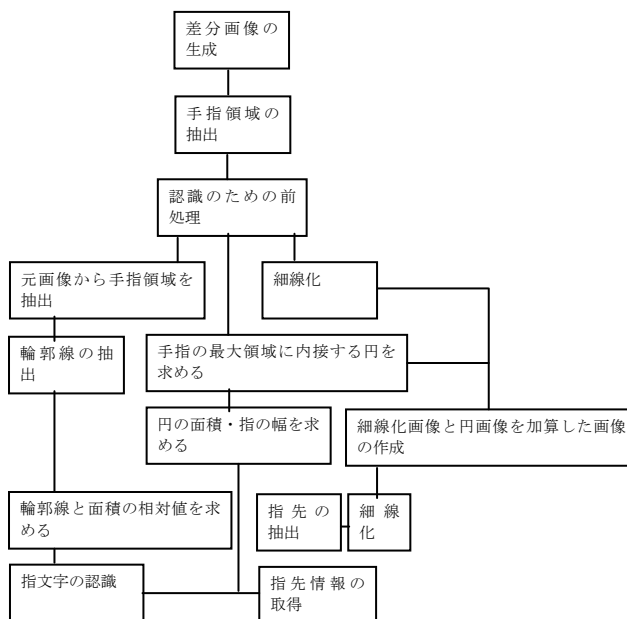 差分画像の
生成
手指領域の
抽出
認識のための前
処理
元画像から手指領域を
抽出
細線化
輪郭線の抽
出
手指の最大領域に内接する円を
求める
円の面積・指の幅を求
める
細線化画像と円画像を加算した画像
の作成
輪郭線と面積の相対値を求
める
指先の
抽出
細線
化
指文字の認識
指先情報の
取得